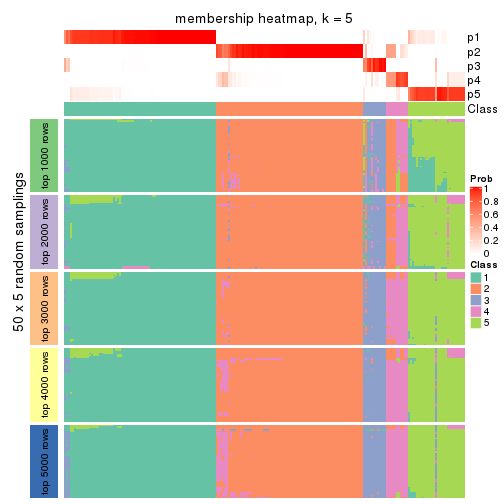 membership heatmap, k = 5
p1
p2
p3
p4
p5
Class
50 x 5 random samplings
top 1000 rows
top 2000 rows
top 3000 rows
top 4000 rows
top 5000 rows
Prob
1
0.8
0.6
0.4
0.2
0
Class
1
2
3
4
5